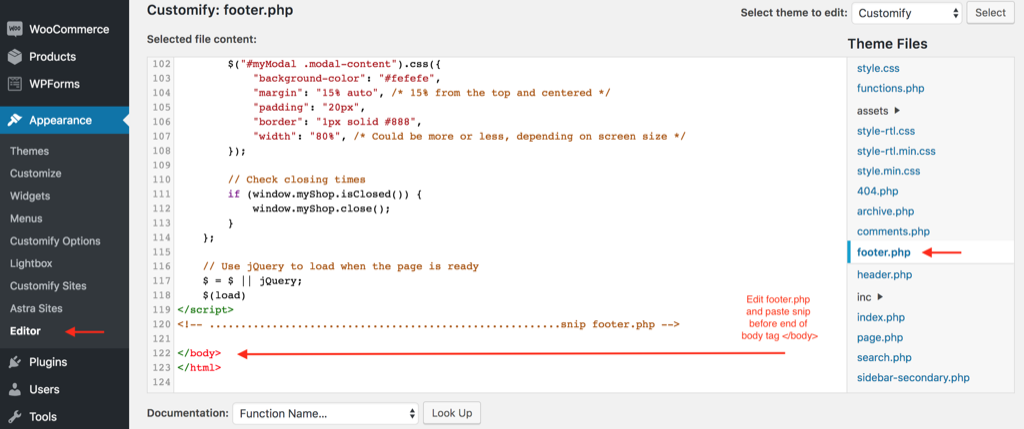 WooCommerce
Products
WPForms
Appearance
Themes
Customize
Widgets
Menus
Customify Options
Lightbox
Customify Sites
Astra Sites
Editor
Plugins
Users
Tools
Customify: footer.php
Select theme to edit: Customify Select
Selected file content:
102 $("#myModal .modal-content").css({
103 "background-color": "#fefefe",
104 "margin": "15% auto", /* 15% from the top and centered */
105 "padding": "20px",
106 "border": "1px solid #888",
107 "width": "80%", /* Could be more or less, depending on screen size */
108 });
109
110 // Check closing times
111 if (window.myShop.isClosed()) {
112 window.myShop.close();
113 }
114 };
115
116 // Use jQuery to load when the page is ready
117 $ = $ || jQuery;
118 $(load)
119 </script>
120 <!-- ........................................................snip footer.php -->
121
122 </body>
123 </html>
124
Edit footer.php
and paste snip
before end of
body tag </body>
Documentation: Function Name... Look Up
Theme Files
style.css
functions.php
assets
style-rtl.css
style-rtl.min.css
style.min.css
404.php
archive.php
comments.php
footer.php
header.php
inc
index.php
page.php
search.php
sidebar-secondary.php